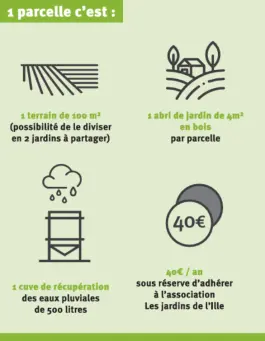 1 parcelle c'est :
1 terrain de 100 m²
(possibilité de le diviser
en 2 jardins à partager)
1 abri de jardin de 4m²
en bois
par parcelle
1 cuve de récupération
des eaux pluviales
de 500 litres
40€
40€ / an
sous réserve d'adhérer
à l'association
Les jardins de l'Ille